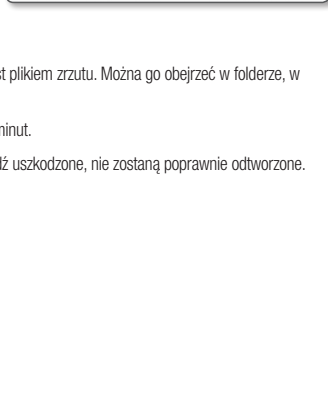 st plikiem zrzutu. Można go obejrzeć w folderze, w
minut.
dź uszkodzone, nie zostaną poprawnie odtworzone.